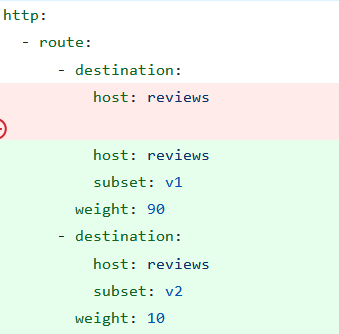 http:
  - route:
      - destination:
          host: reviews
          host: reviews
          subset: v1
        weight: 90
      - destination:
          host: reviews
          subset: v2
        weight: 10